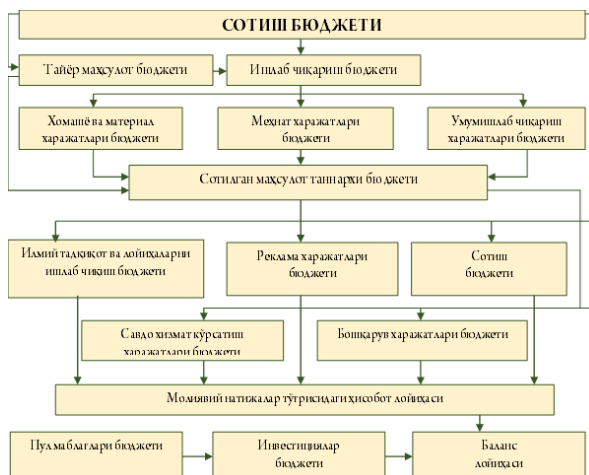 СОТИШ БЮДЖЕТИ
Тайёр маҳсулот бюджети
Ишлаб чиқариш бюджети
Хомашё ва материал
харажатлари бюджети
Меҳнат харажатлари
бюджети
Умумишлаб чиқариш
харажатлари бюджети
Сотилган маҳсулот таннархи бюджети
Илмий тадқиқот ва лойиҳаларни
ишлаб чиқиш бюджети
Реклама харажатлари
бюджети
Сотиш
бюджети
Савдо хизмат кўрсатиш
харажатлари бюджети
Бошқарув харажатлари бюджети
Молиявий натижалар тўғрисидаги ҳисобот лойиҳаси
Пул маблағлари бюджети
Инвестициялар
бюджети
Баланс
лойиҳаси